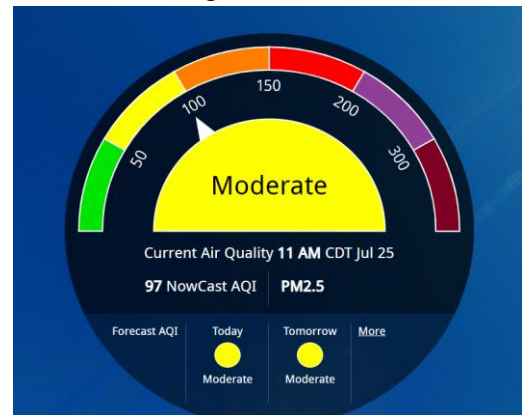 50
100
150
200
300
Moderate
Current Air Quality 11 AM CDT Jul 25
97 NowCast AQI PM2.5
Forecast AQI Today Tomorrow More
Moderate Moderate